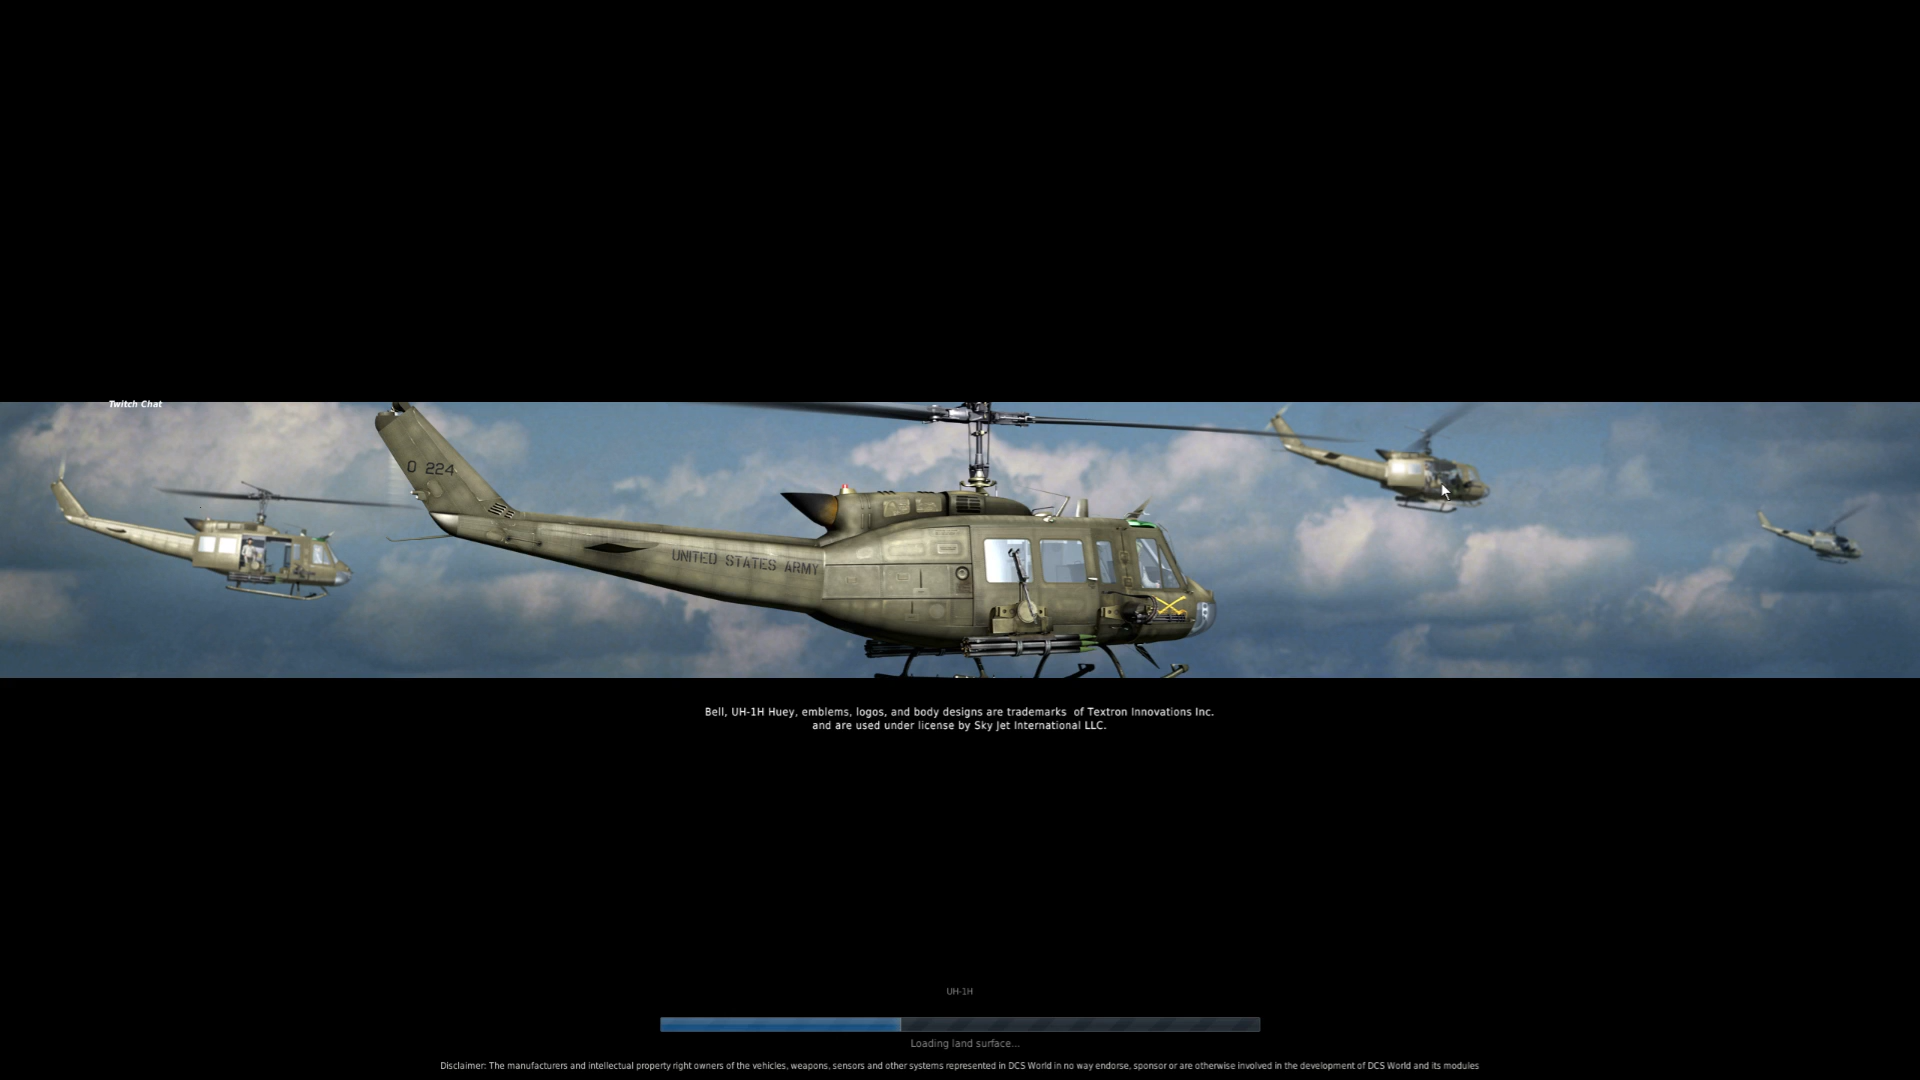 Twitch Chat
O 224
UNITED STATES ARMY
Bell, UH-1H Huey, emblems, logos, and body designs are trademarks of Textron Innovations Inc.
and are used under license by Sky Jet International LLC.
UH-1H
Loading land surface...
Disclaimer: The manufacturers and intellectual property right owners of the vehicles, weapons, sensors and other systems represented in DCS World in no way endorse, sponsor or are otherwise involved in the development of DCS World and its modules